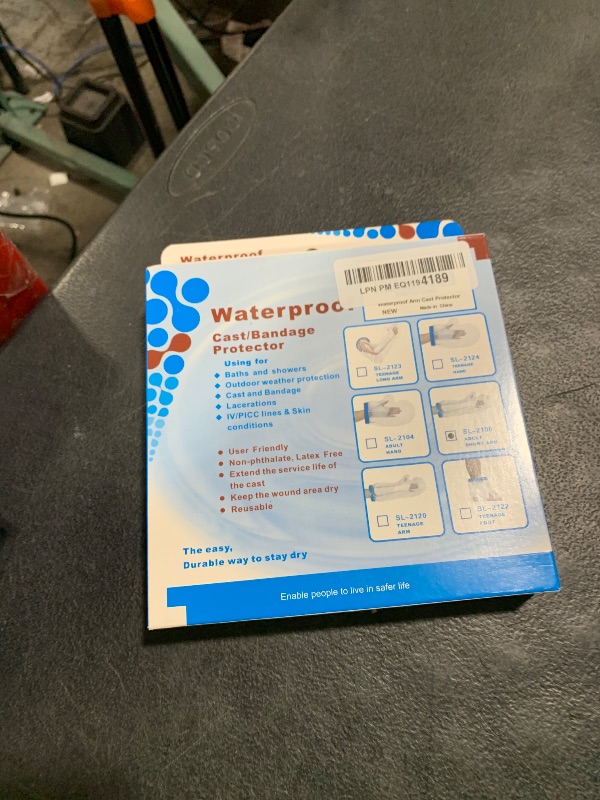 COSCO
Waterproof
LPN PM EQ1194189
waterproof Arm Cast Protector
NEW Made in China
Waterproof
Cast/Bandage
Protector
Using for
Baths and showers
Outdoor weather protection
Cast and Bandage
Lacerations
IV/PICC lines & Skin
conditions
User Friendly
Non-phthalate, Latex Free
Extend the service life of
the cast
Keep the wound area dry
Reusable
SL-2123
TEENAGE
LONG ARM
SL-2124
TEENAGE
HAND
SL-2104
ADULT
HAND
SL-2106
ADULT
SHORT ARM
SL-2120
TEENAGE
ARM
SL-2122
TEENAGE
FOOT
The easy,
Durable way to stay dry
Enable people to live in safer life